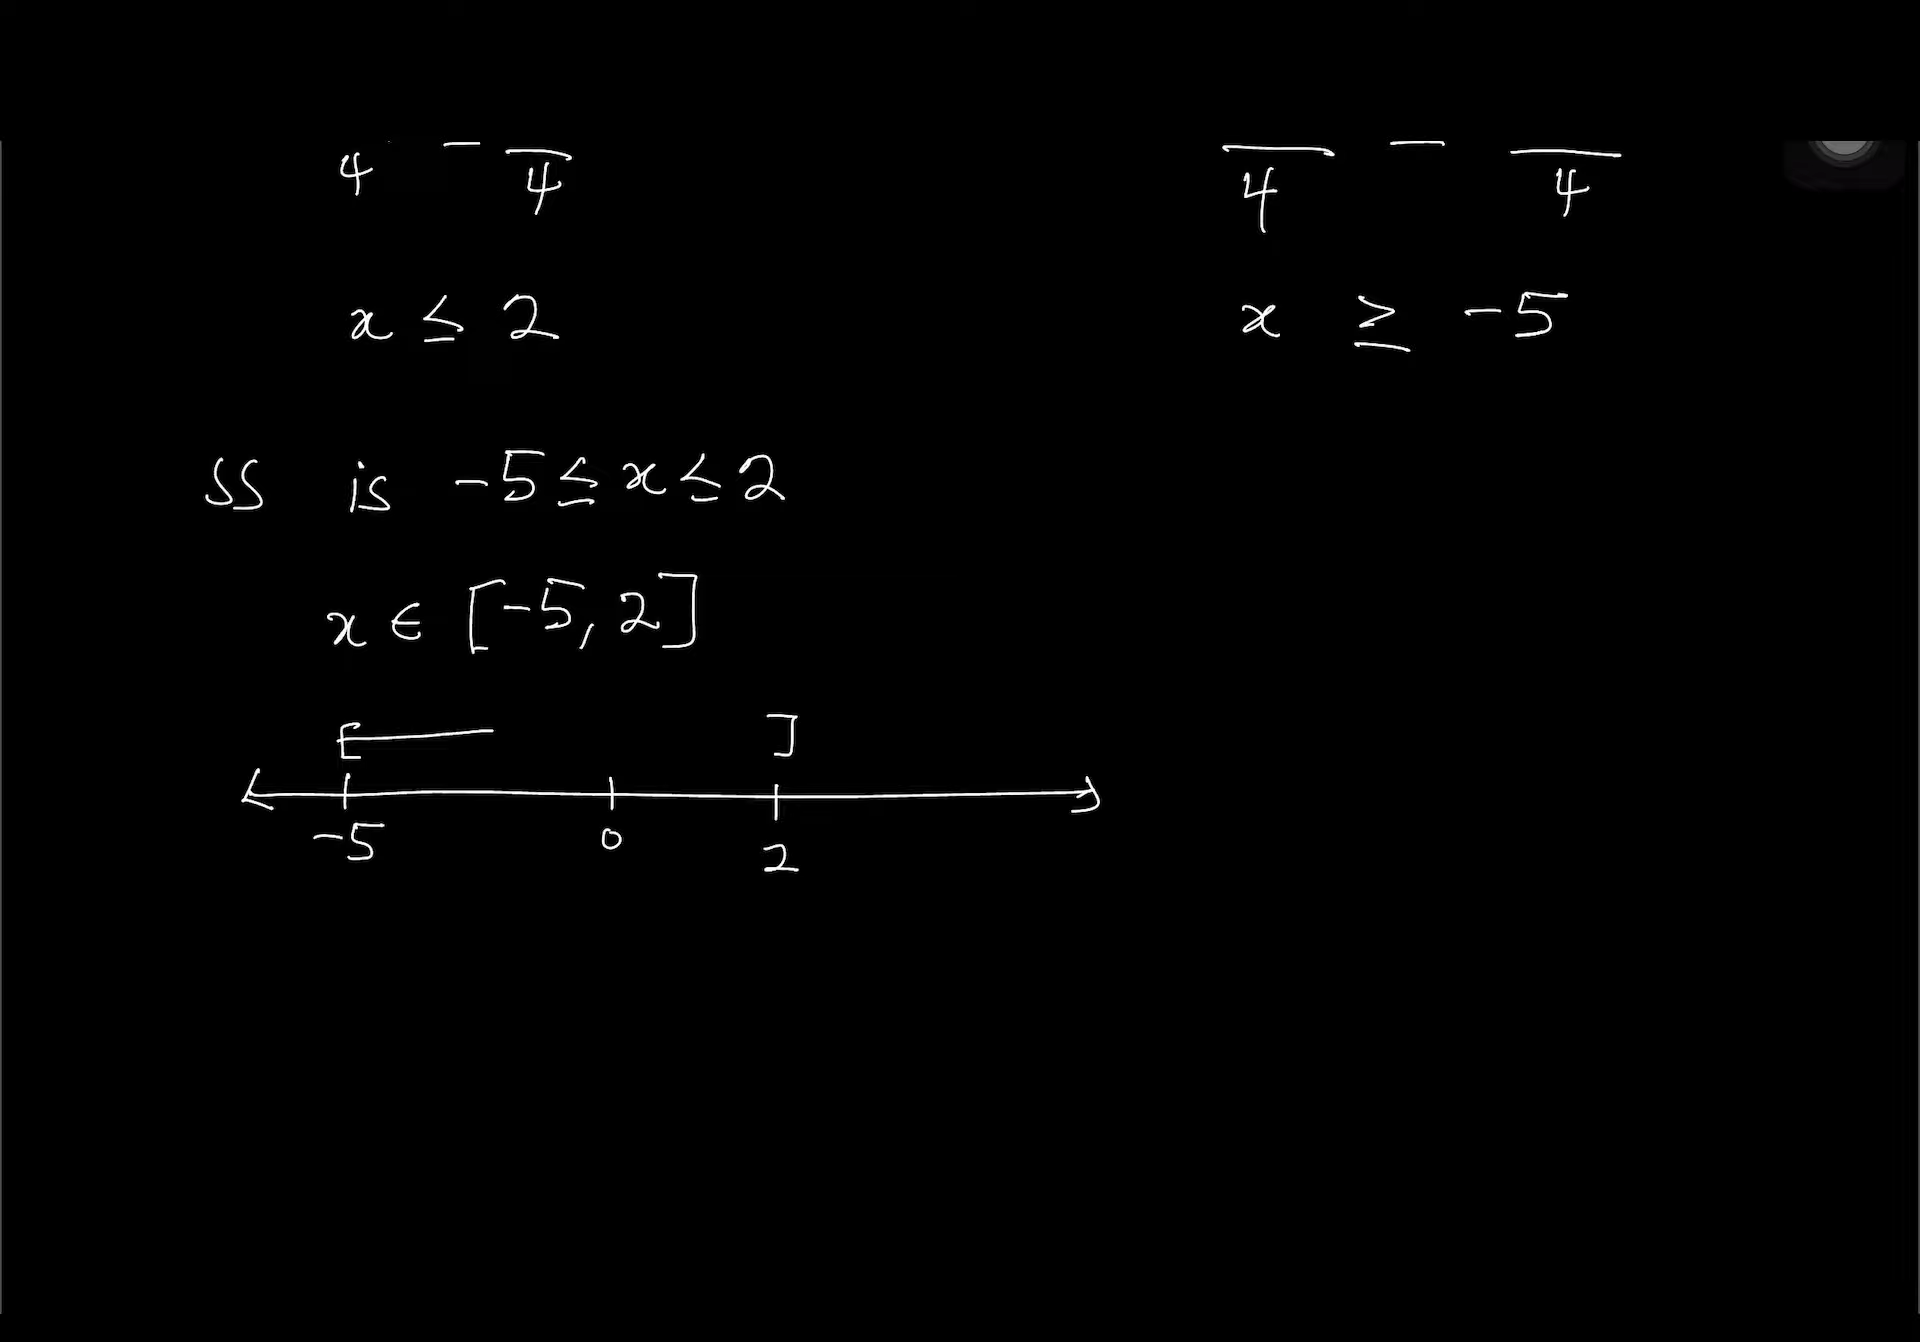 4 - 4
4 - 4
x ≤ 2
x ≥ -5
SS is -5 ≤ x ≤ 2
x ∈ [-5, 2]
[ ]
-5 0 2